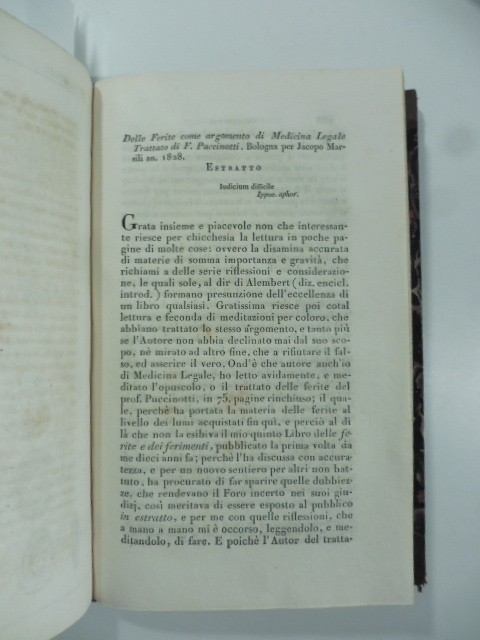 Delle Ferite come argomento di Medicina Legale
Trattato di F. Puccinotti. Bologna per Jacopo Mar-
sili an. 1828.
ESTRATTO
Iudicium difficile
Ippoc. aphor.
Grata insieme e piacevole non che interessan-
te riesce per chicchesia la lettura in poche pa-
gine di molte cose: ovvero la disamina accurata
di materie di somma importanza e gravità, che
richiami a delle serie riflessioni e considerazio-
ne, le quali sole, al dir di Alembert (diz. encicl.
introd.) formano presunzione dell'eccellenza di
un libro qualsiasi. Gratissima riesce poi cotal
lettura e feconda di meditazioni per coloro, che
abbiano trattato lo stesso argomento, e tanto più
se l'Autore non abbia declinato mai dal suo sco-
po, nè mirato ad altro fine, che a rifiutare il fal-
so, ed asserire il vero. Ond'è che autore anch'io
di Medicina Legale, ho letto avidamente, e me-
ditato l'opuscolo, o il trattato delle ferite del
prof. Puccinotti, in 75. pagine rinchiuso; il qua-
le, perchè ha portata la materia delle ferite al
livello dei lumi acquistati fin quì, e perciò al di
là che non la esibiva il mio quinto Libro delle fe-
rite e dei ferimenti, pubblicato la prima volta da
me dieci anni fa; perchè l'ha discussa con accura-
tezza, e per un nuovo sentiero per altri non bat-
tuto, ha procurato di far sparire quelle dubbiez-
ze, che rendevano il Foro incerto nei suoi giu-
dizj, così meritava di essere esposto al pubblico
in estratto, e per me con quelle riflessioni, che
a mano a mano mi è occorso, leggendolo, e me-
ditandolo, di fare. E poichè l'Autor del tratta-